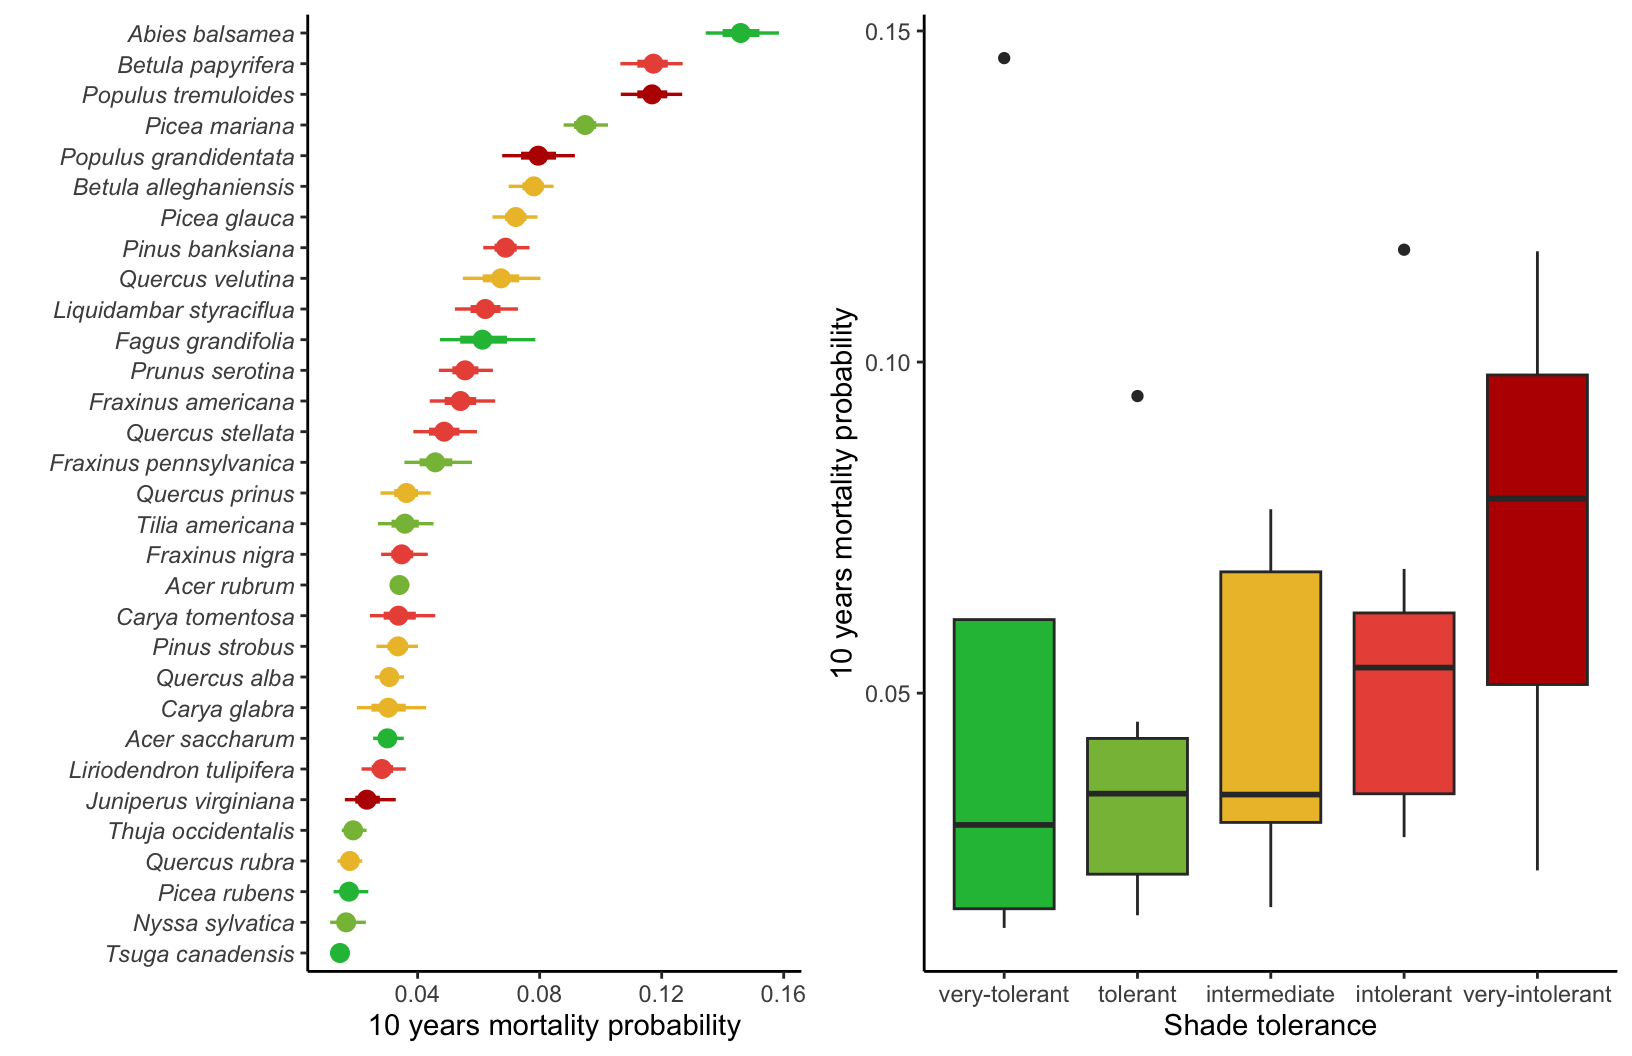 Abies balsamea
Betula papyrifera
Populus tremuloides
Picea mariana
Populus grandidentata
Betula alleghaniensis
Picea glauca
Pinus banksiana
Quercus velutina
Liquidambar styraciflua
Fagus grandifolia
Prunus serotina
Fraxinus americana
Quercus stellata
Fraxinus pennsylvanica
Quercus prinus
Tilia americana
Fraxinus nigra
Acer rubrum
Carya tomentosa
Pinus strobus
Quercus alba
Carya glabra
Acer saccharum
Liriodendron tulipifera
Juniperus virginiana
Thuja occidentalis
Quercus rubra
Picea rubens
Nyssa sylvatica
Tsuga canadensis
0.04 0.08 0.12 0.16
10 years mortality probability
10 years mortality probability
0.15
0.10
0.05
very-tolerant tolerant intermediate intolerant very-intolerant
Shade tolerance